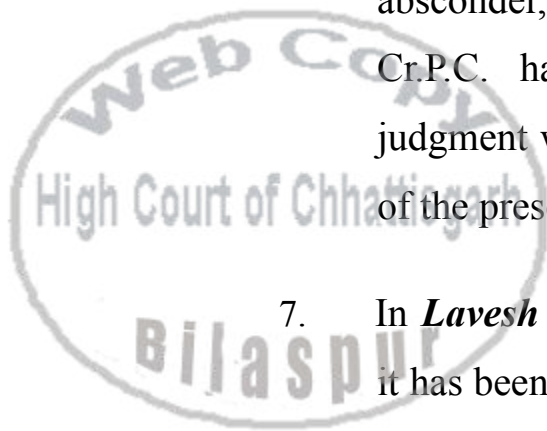 absconder,
Cr.P.C. ha
judgment w
of the pres
7. In Lavesh
it has been
Web Copy
High Court of Chhattisgarh
Bilaspur